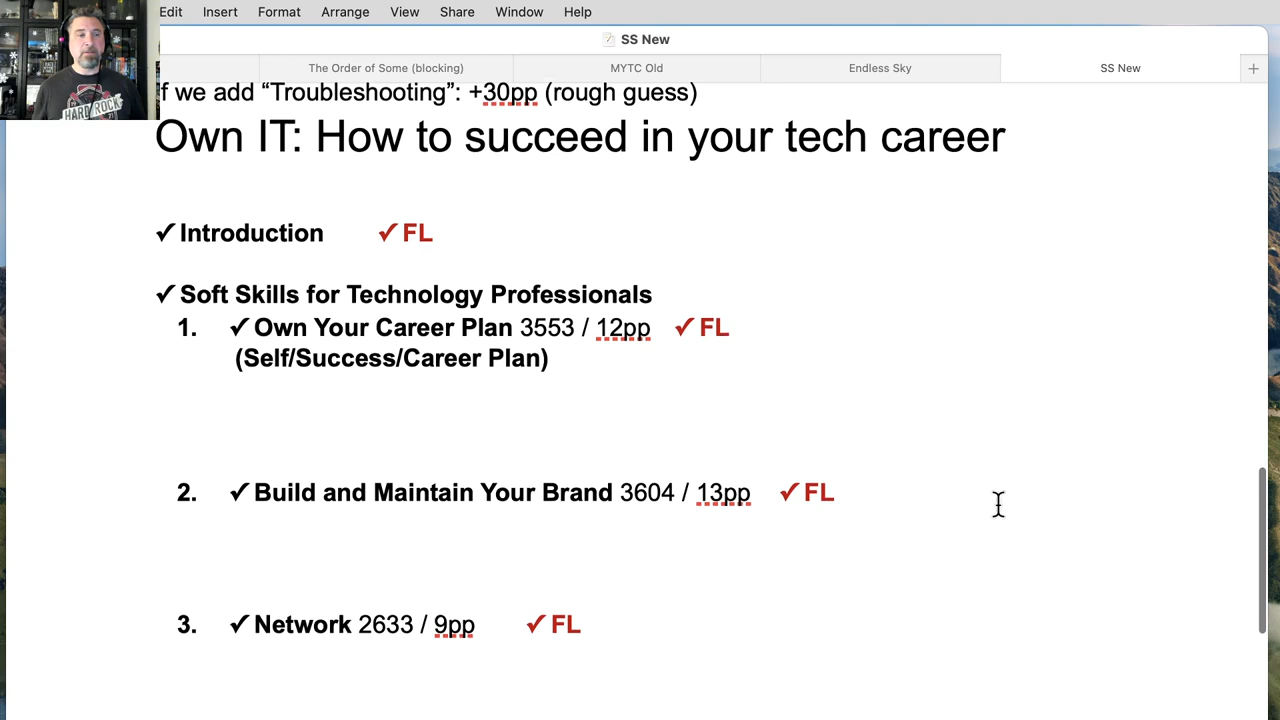 Edit Insert Format Arrange View Share Window Help
SS New
The Order of Some (blocking) MYTC Old Endless Sky SS New
f we add “Troubleshooting”: +30pp (rough guess)
Own IT: How to succeed in your tech career
✓ Introduction ✓ FL
✓ Soft Skills for Technology Professionals
1. ✓ Own Your Career Plan 3553 / 12pp ✓ FL
(Self/Success/Career Plan)
2. ✓ Build and Maintain Your Brand 3604 / 13pp ✓ FL
3. ✓ Network 2633 / 9pp ✓ FL
HARD ROCK